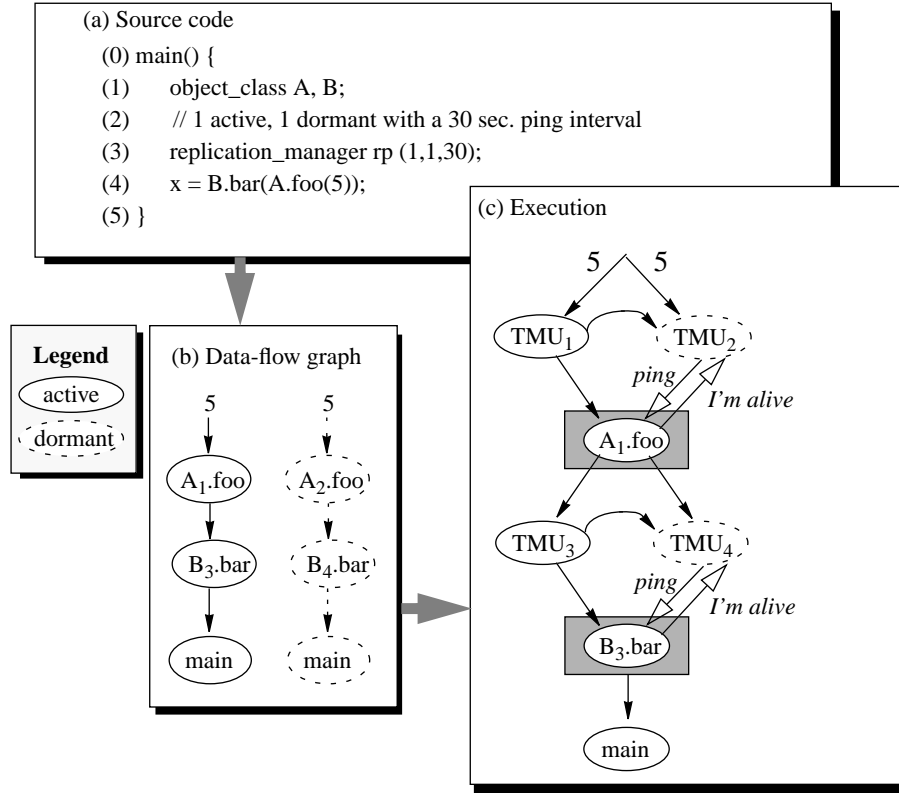 (a) Source code
(0) main() {
(1) object_class A, B;
(2) // 1 active, 1 dormant with a 30 sec. ping interval
(3) replication_manager rp (1,1,30);
(4) x = B.bar(A.foo(5));
(5) }
Legend
active
dormant
(b) Data-flow graph
5 5
A1.foo A2.foo
B3.bar B4.bar
main main
(c) Execution
5 5
TMU1 TMU2
ping
I'm alive
A1.foo
TMU3 TMU4
ping
I'm alive
B3.bar
main